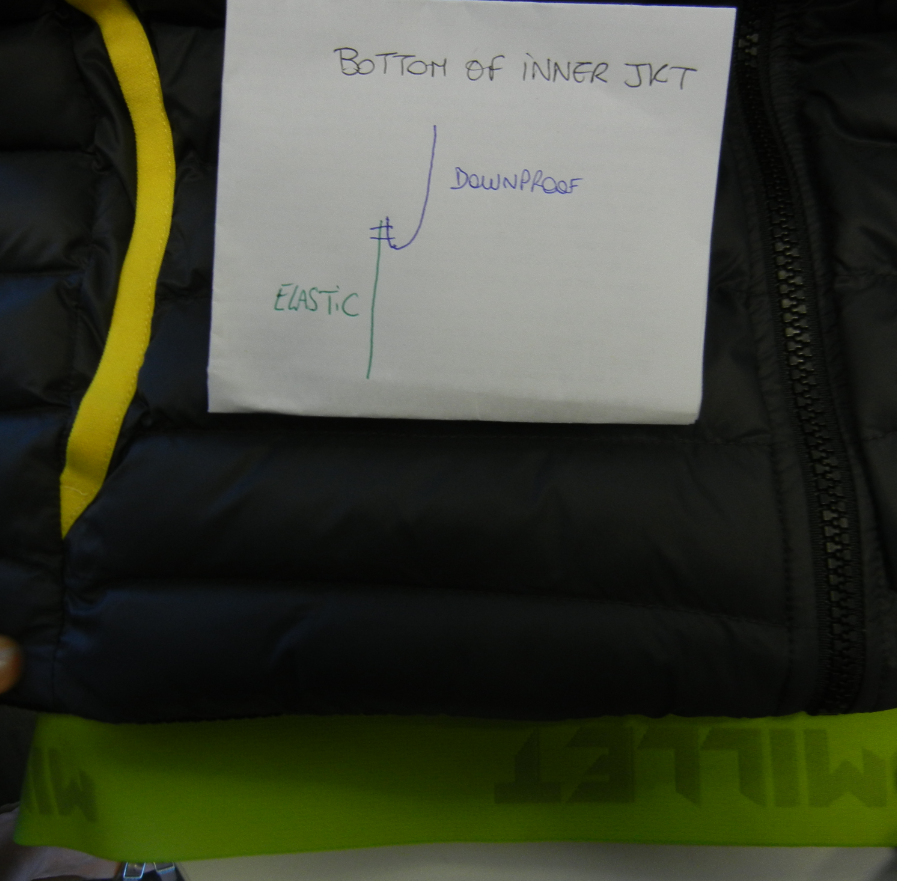 BOTTOM OF INNER JKT
DOWNPROOF
ELASTIC
MILLET